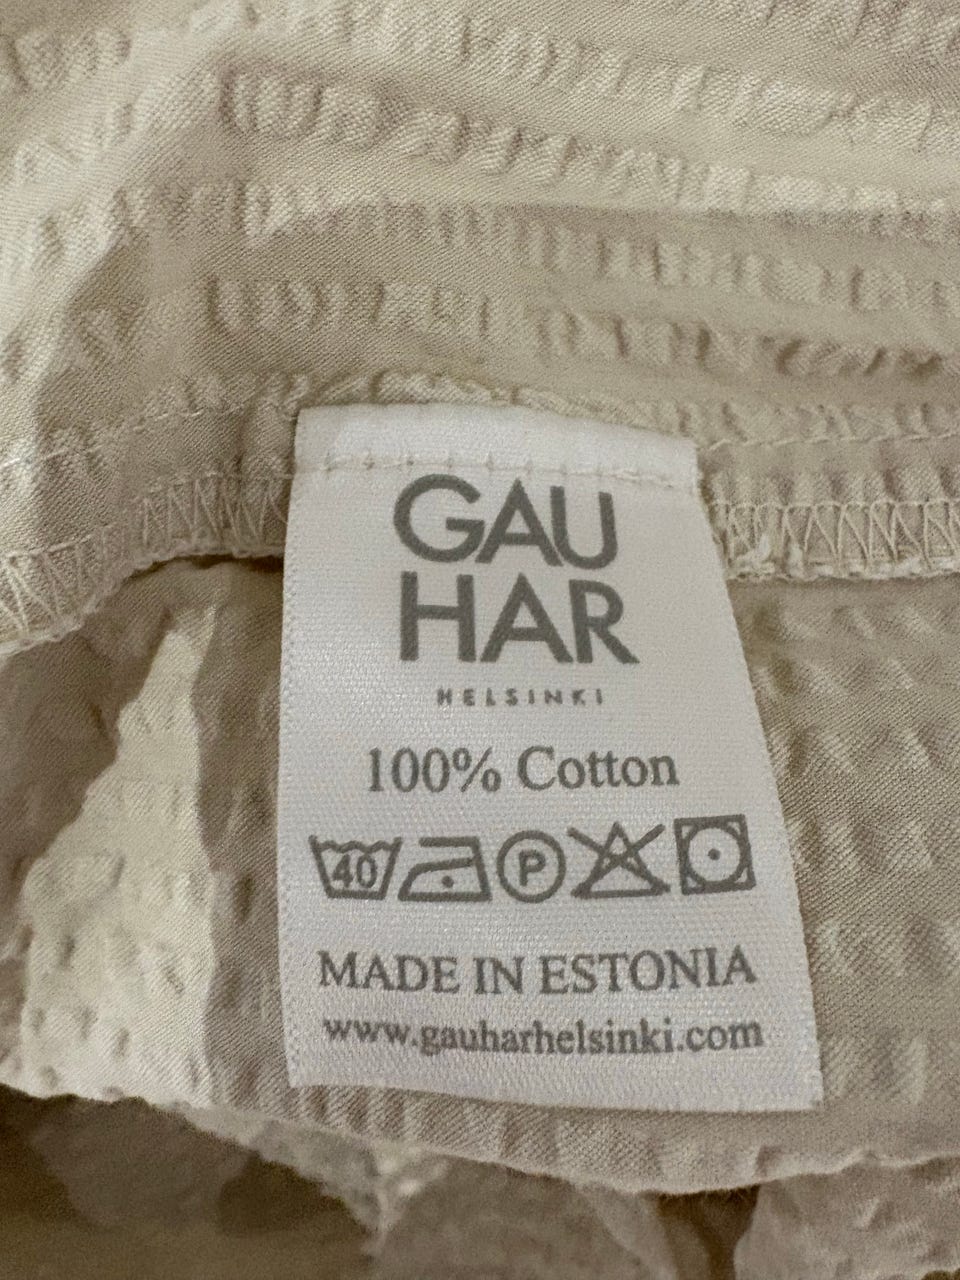 GAU
HAR
HELSINKI
100% Cotton
40 P
MADE IN ESTONIA
www.gauharhelsinki.com